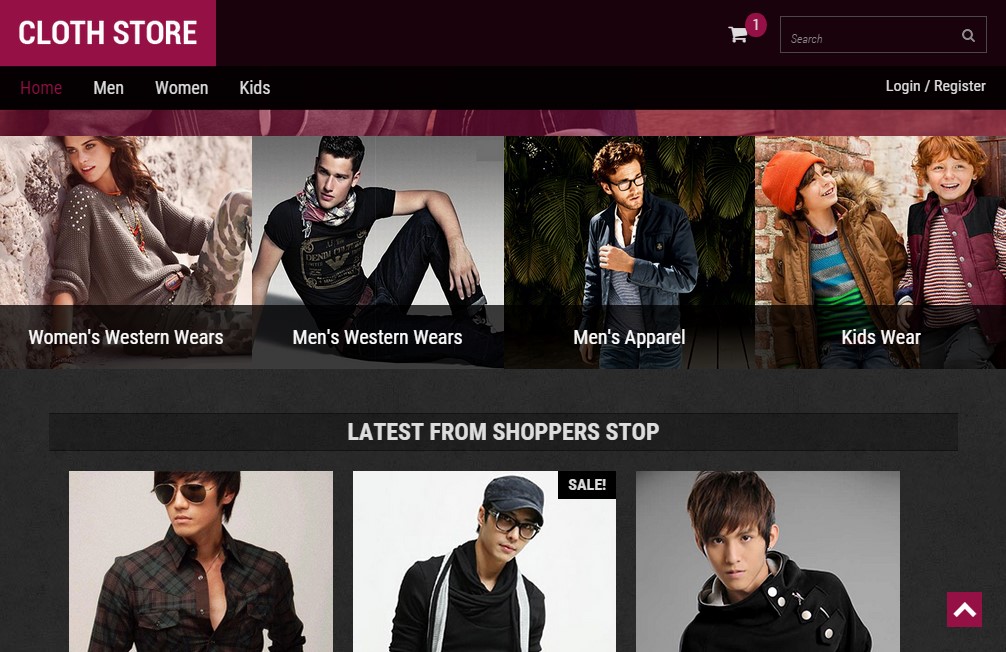 CLOTH STORE
1
Search
Home Men Women Kids
Login / Register
DENIM
Women's Western Wears
Men's Western Wears
Men's Apparel
Kids Wear
LATEST FROM SHOPPERS STOP
SALE!